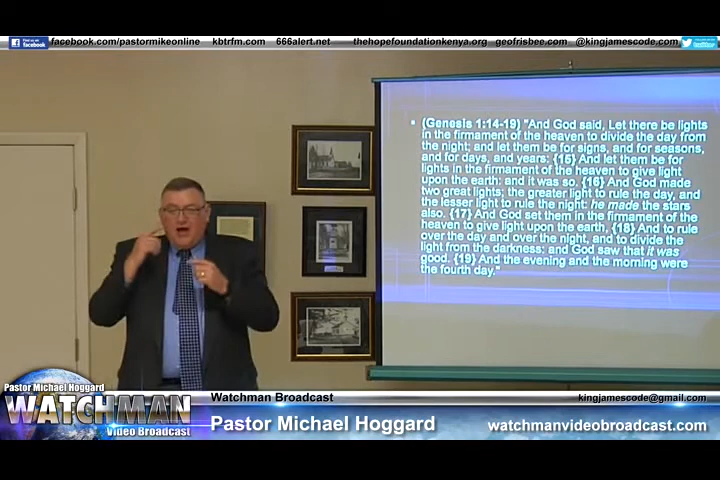 Find us on facebook
facebook.com/pastormikeonline kbtrfm.com 666alert.net thehopefoundationkenya.org geofrisbee.com @kingjamescode.com twitter
(Genesis 1:14-19) "And God said, Let there be lights
in the firmament of the heaven to divide the day from
the night; and let them be for signs, and for seasons,
and for days, and years: {15} And let them be for
lights in the firmament of the heaven to give light
upon the earth: and it was so. {16} And God made
two great lights; the greater light to rule the day, and
the lesser light to rule the night: he made the stars
also. {17} And God set them in the firmament of the
heaven to give light upon the earth, {18} And to rule
over the day and over the night, and to divide the
light from the darkness: and God saw that it was
good. {19} And the evening and the morning were
the fourth day."
Pastor Michael Hoggard
WATCHMAN
Video Broadcast
Watchman Broadcast kingjamescode@gmail.com
Pastor Michael Hoggard watchmanvideobroadcast.com